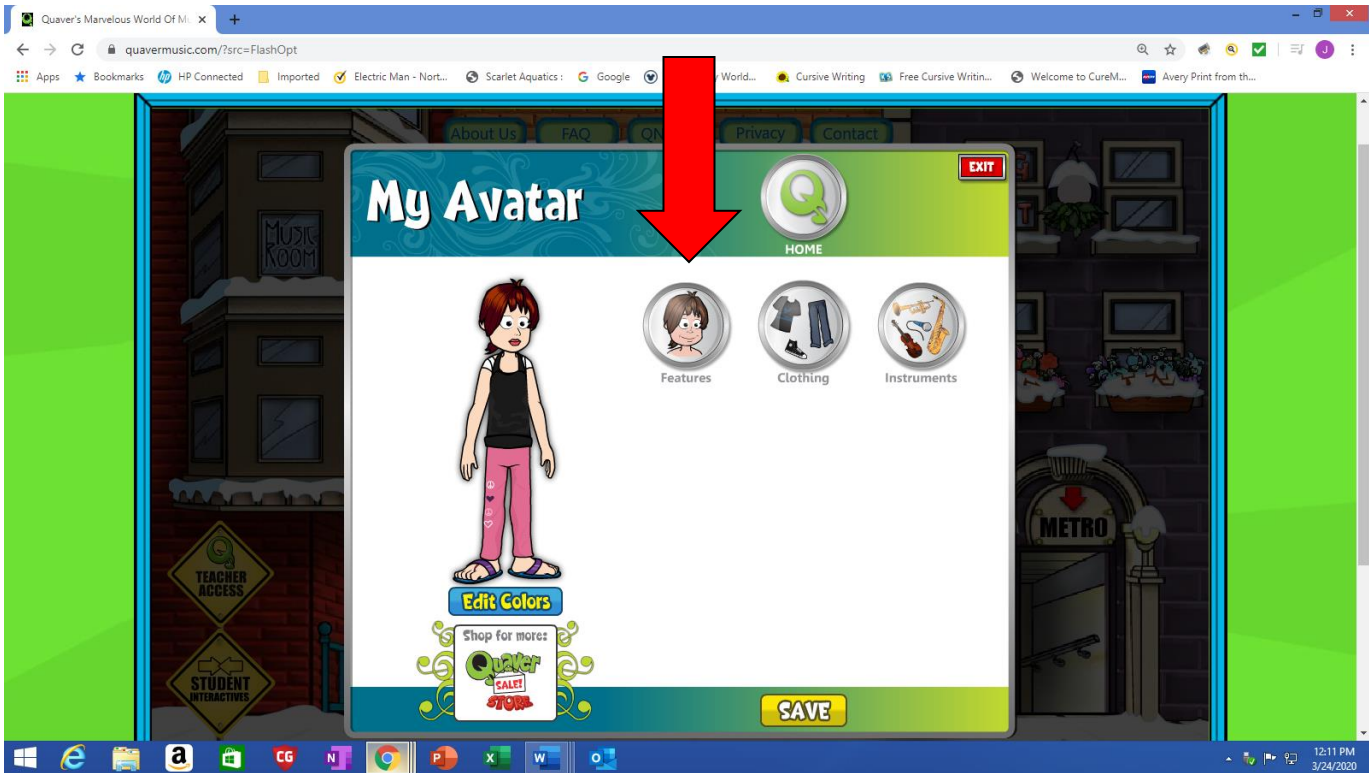 Quaver's Marvelous World Of Mu
quavermusic.com/?src=FlashOpt
J
Apps Bookmarks HP Connected Imported Electric Man - Nort... Scarlet Aquatics : Google World... Cursive Writing Free Cursive Writin... Welcome to CureM... Avery Print from th...
About Us FAQ Privacy Contact
My Avatar
EXIT
HOME
MUSIC
ROOM
Features Clothing Instruments
METRO
TEACHER
ACCESS
Edit Colors
Shop for more:
Quaver
SALE!
STORE
STUDENT
INTERACTIVES
SAVE
12:11 PM
3/24/2020